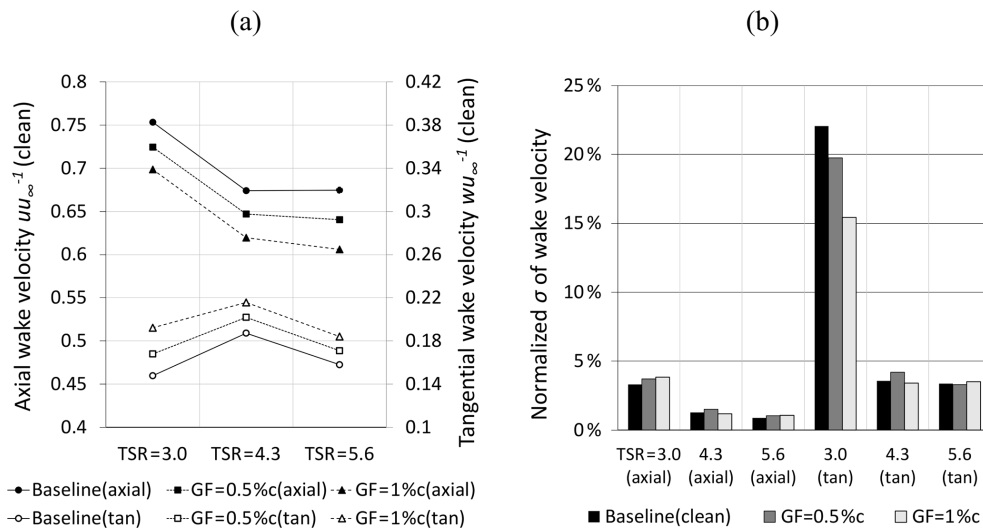 (a)
Axial wake velocity uu∞⁻¹ (clean)
0.8
0.75
0.7
0.65
0.6
0.55
0.5
0.45
0.4
0.42
0.38
0.34
0.3
0.26
0.22
0.18
0.14
0.1
Tangential wake velocity wu∞⁻¹ (clean)
TSR=3.0 TSR=4.3 TSR=5.6
Baseline(axial) GF=0.5%c(axial) GF=1%c(axial)
Baseline(tan) GF=0.5%c(tan) GF=1%c(tan)
(b)
Normalized σ of wake velocity
25%
20%
15%
10%
5%
0%
TSR=3.0 4.3 5.6 3.0 4.3 5.6
(axial) (axial) (axial) (tan) (tan) (tan)
Baseline(clean) GF=0.5%c GF=1%c